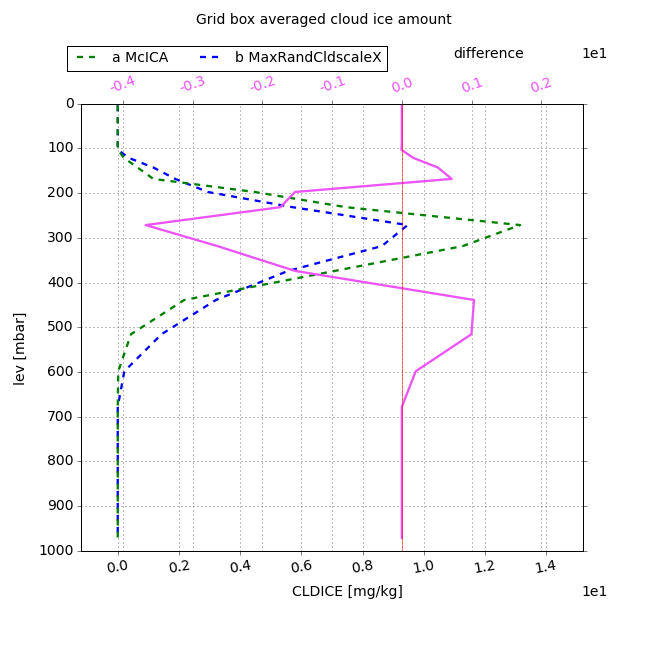 Grid box averaged cloud ice amount
a McICA b MaxRandCldscaleX difference 1e1
-0.4 -0.3 -0.2 -0.1 0.0 0.1 0.2
0
100
200
300
400
500
600
700
800
900
1000
lev [mbar]
0.0 0.2 0.4 0.6 0.8 1.0 1.2 1.4
CLDICE [mg/kg] 1e1